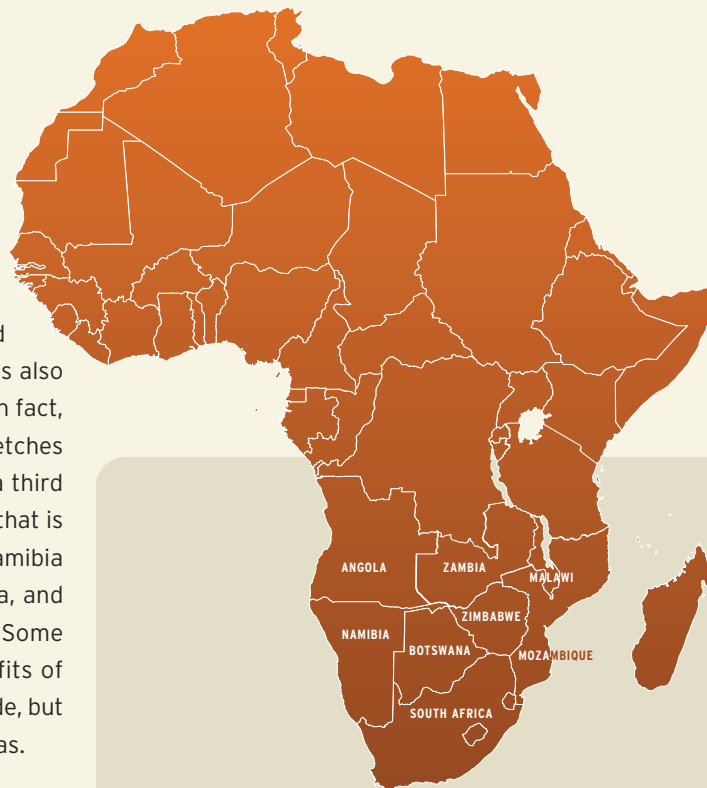 d
s also
n fact,
etches
a third
that is
amibia
a, and
Some
fits of
de, but
as.
ANGOLA
ZAMBIA
MALAWI
ZIMBABWE
NAMIBIA
BOTSWANA
MOZAMBIQUE
SOUTH AFRICA